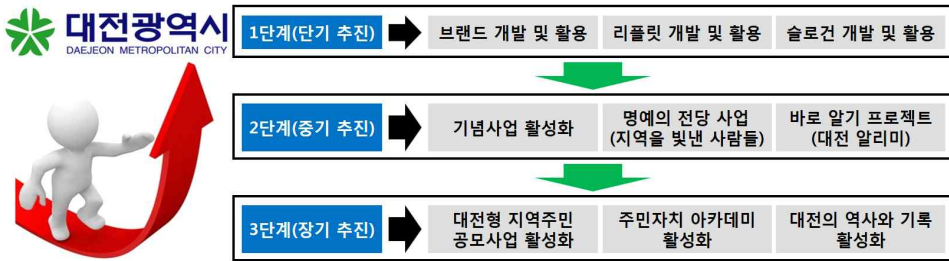 대전광역시
DAEJEON METROPOLITAN CITY
1단계(단기 추진)
브랜드 개발 및 활용
리플릿 개발 및 활용
슬로건 개발 및 활용
2단계(중기 추진)
기념사업 활성화
명예의 전당 사업
(지역을 빛낸 사람들)
바로 알기 프로젝트
(대전 알리미)
3단계(장기 추진)
대전형 지역주민
공모사업 활성화
주민자치 아카데미
활성화
대전의 역사와 기록
활성화